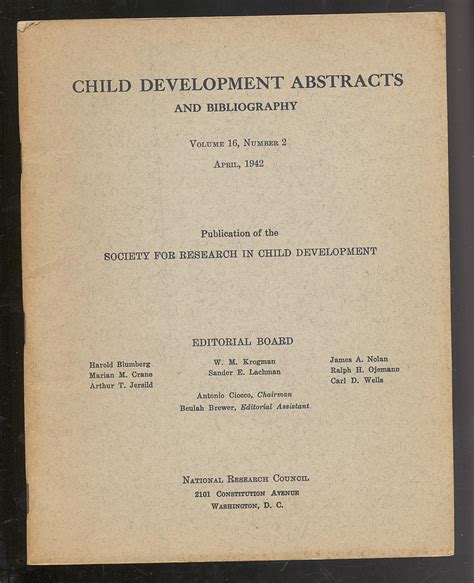 CHILD DEVELOPMENT ABSTRACTS
AND BIBLIOGRAPHY
VOLUME 16, NUMBER 2
APRIL, 1942
Publication of the
SOCIETY FOR RESEARCH IN CHILD DEVELOPMENT
EDITORIAL BOARD
Harold Blumberg
Marian M. Crane
Arthur T. Jersild
W. M. Krogman
Sander E. Lachman
James A. Nolan
Ralph H. Ojemann
Carl D. Wells
Antonio Ciocco, Chairman
Beulah Brewer, Editorial Assistant
NATIONAL RESEARCH COUNCIL
2101 CONSTITUTION AVENUE
WASHINGTON, D. C.